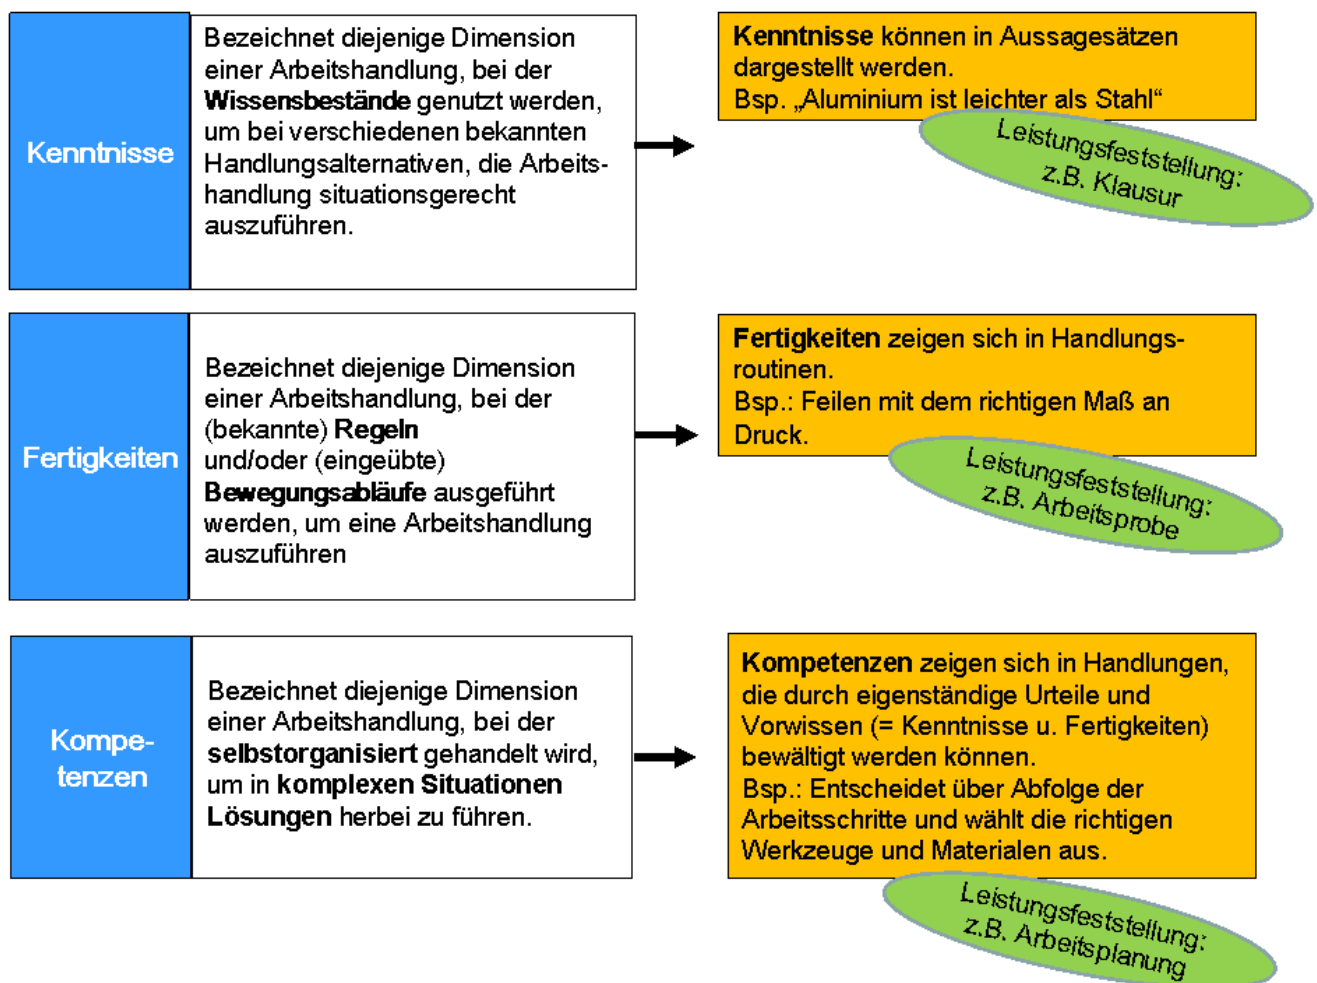 Kenntnisse
Bezeichnet diejenige Dimension
einer Arbeitshandlung, bei der
Wissensbestände genutzt werden,
um bei verschiedenen bekannten
Handlungsalternativen, die Arbeits-
handlung situationsgerecht
auszuführen.
Kenntnisse können in Aussagesätzen
dargestellt werden.
Bsp. „Aluminium ist leichter als Stahl“
Leistungsfeststellung:
z.B. Klausur
Fertigkeiten
Bezeichnet diejenige Dimension
einer Arbeitshandlung, bei der
(bekannte) Regeln
und/oder (eingeübte)
Bewegungsabläufe ausgeführt
werden, um eine Arbeitshandlung
auszuführen
Fertigkeiten zeigen sich in Handlungs-
routinen.
Bsp.: Feilen mit dem richtigen Maß an
Druck.
Leistungsfeststellung:
z.B. Arbeitsprobe
Kompe-
tenzen
Bezeichnet diejenige Dimension
einer Arbeitshandlung, bei der
selbstorganisiert gehandelt wird,
um in komplexen Situationen
Lösungen herbei zu führen.
Kompetenzen zeigen sich in Handlungen,
die durch eigenständige Urteile und
Vorwissen (= Kenntnisse u. Fertigkeiten)
bewältigt werden können.
Bsp.: Entscheidet über Abfolge der
Arbeitsschritte und wählt die richtigen
Werkzeuge und Materialen aus.
Leistungsfeststellung:
z.B. Arbeitsplanung